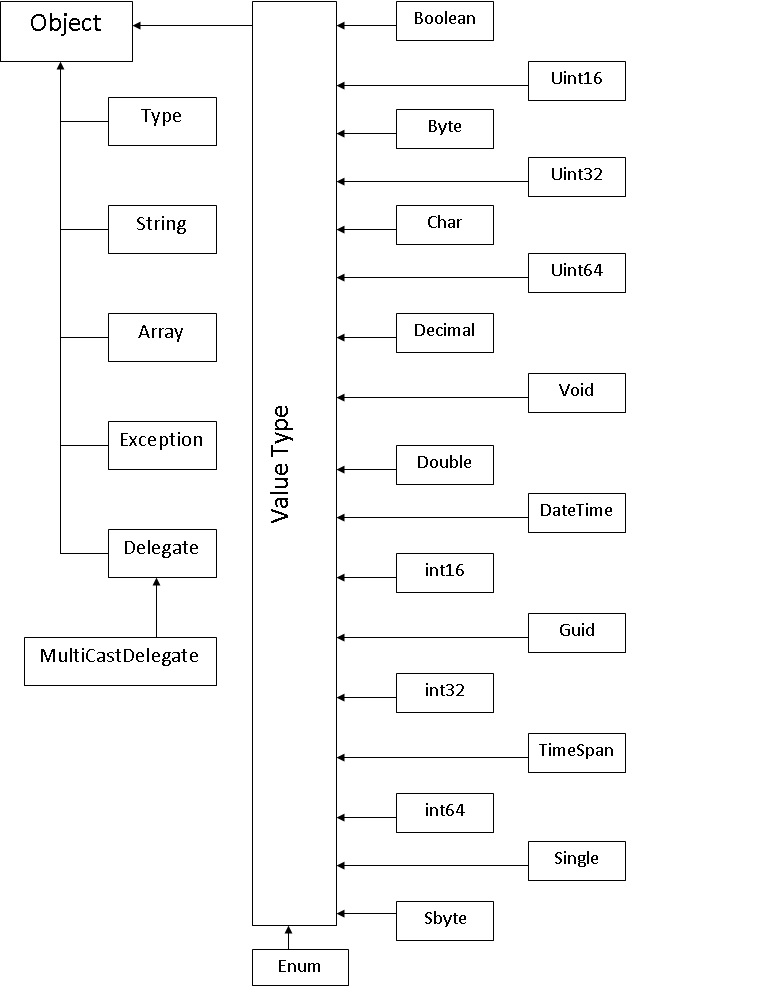 Object
Boolean
Uint16
Type
Byte
Uint32
String
Char
Uint64
Array
Decimal
Void
Value Type
Exception
Double
DateTime
Delegate
int16
Guid
MultiCastDelegate
int32
TimeSpan
int64
Single
Sbyte
Enum